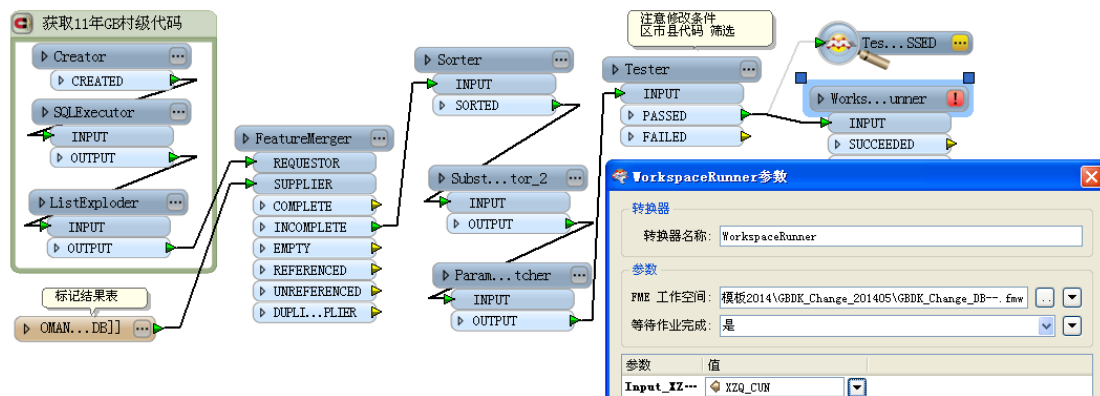 获取11年GE村级代码
Creator
CREATED
SQLExecutor
INPUT
OUTPUT
ListExploder
INPUT
OUTPUT
标记结果表
OMAN...DB]]
FeatureMerger
REQUESTOR
SUPPLIER
COMPLETE
INCOMPLETE
EMPTY
REFERENCED
UNREFERENCED
DUPLI...PLIER
Sorter
INPUT
SORTED
Subst...tor_2
INPUT
OUTPUT
Param...tcher
INPUT
OUTPUT
注意修改条件
区市县代码 筛选
Tester
INPUT
PASSED
FAILED
Tes...SSED
Works...unner
INPUT
SUCCEEDED
WorkspaceRunner参数
转换器
转换器名称: WorkspaceRunner
参数
FME 工作空间: 模板2014\GBDK_Change_201405\GBDK_Change_DB--.fmw
等待作业完成: 是
参数 值
Input_XZ... XZQ_CUN